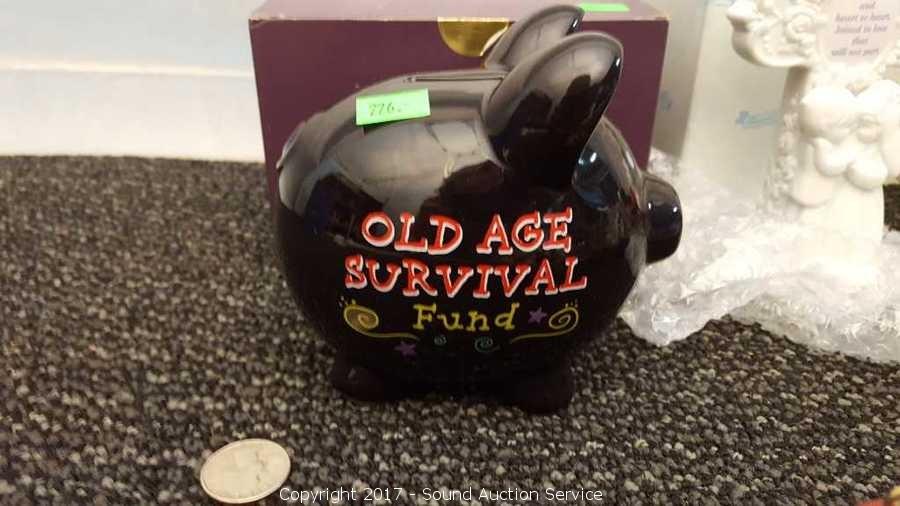 and
heart to heart.
Joined in love
that
will not part.
226.-
OLD AGE
SURVIVAL
Fund
Copyright 2017 - Sound Auction Service